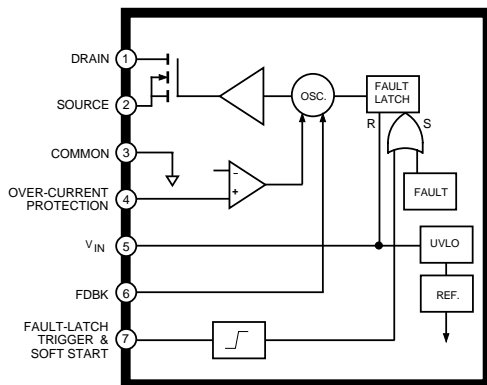 DRAIN
1
SOURCE
2
COMMON
3
OVER-CURRENT
PROTECTION
4
VIN
5
FDBK
6
FAULT-LATCH
TRIGGER &
SOFT START
7
OSC.
FAULT
LATCH
R
S
FAULT
UVLO
REF.
–
+